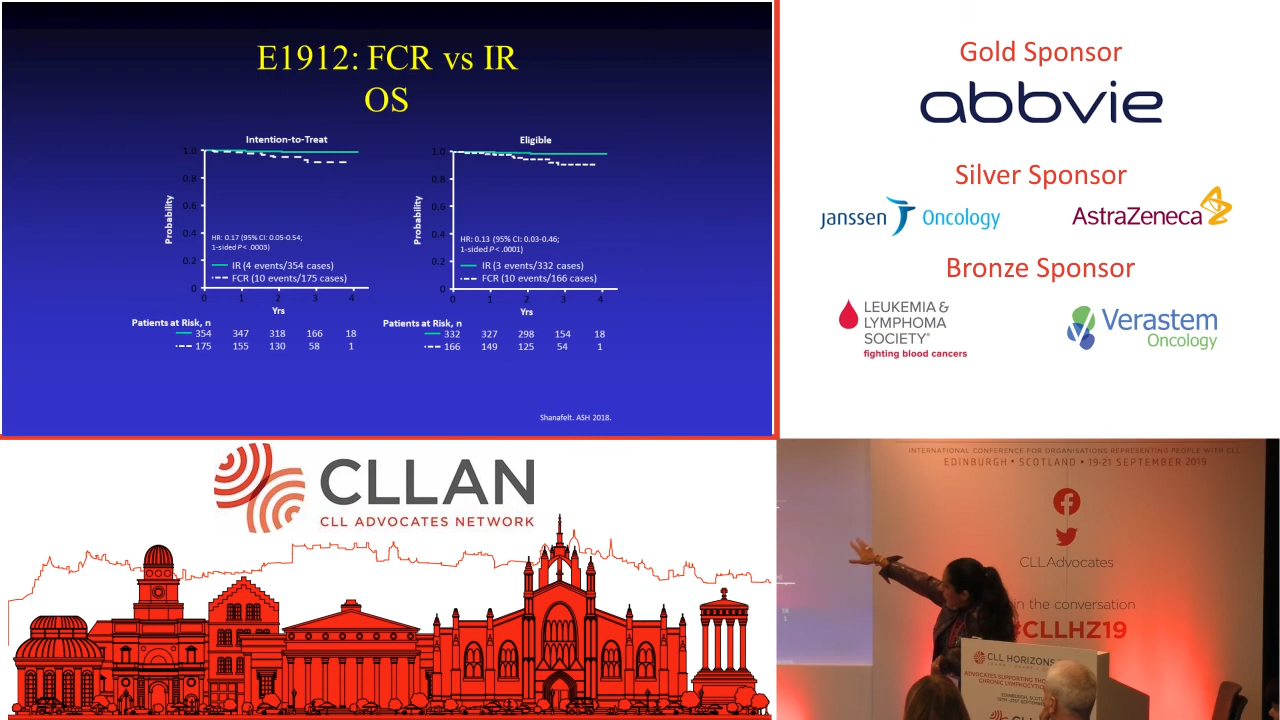 E1912: FCR vs IR
OS
Intention-to-Treat
1.0
0.8
0.6
0.4
0.2
0
Probability
HR: 0.17 (95% CI: 0.05-0.54;
1-sided P < .0003)
IR (4 events/354 cases)
FCR (10 events/175 cases)
0 1 2 3 4
Yrs
Patients at Risk, n
354 347 318 166 18
175 155 130 58 1
Eligible
1.0
0.8
0.6
0.4
0.2
0
Probability
HR: 0.13 (95% CI: 0.03-0.46;
1-sided P < .0001)
IR (3 events/332 cases)
FCR (10 events/166 cases)
0 1 2 3 4
Yrs
Patients at Risk, n
332 327 298 154 18
166 149 125 54 1
Shanafelt. ASH 2018.
Gold Sponsor
abbvie
Silver Sponsor
janssen Oncology
AstraZeneca
Bronze Sponsor
LEUKEMIA &
LYMPHOMA
SOCIETY®
fighting blood cancers
Verastem
Oncology
CLLAN
CLL ADVOCATES NETWORK
INTERNATIONAL CONFERENCE FOR ORGANISATIONS REPRESENTING PEOPLE WITH CLL
EDINBURGH • SCOTLAND • 19-21 SEPTEMBER 2019
CLLAdvocates
in the conversation
#CLLHZ19
CLL HORIZONS
ADVOCATES SUPPORTING
CHRONIC